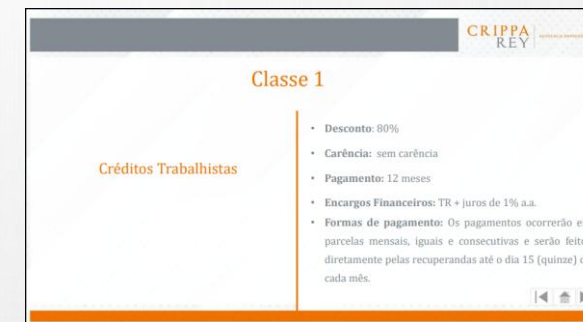 CRIPPA
REY
Classe 1
Créditos Trabalhistas
• Desconto: 80%
• Carência: sem carência
• Pagamento: 12 meses
• Encargos Financeiros: TR + juros de 1% a.a.
• Formas de pagamento: Os pagamentos ocorrerão e
parcelas mensais, iguais e consecutivas e serão feito
diretamente pelas recuperandas até o dia 15 (quinze) d
cada mês.